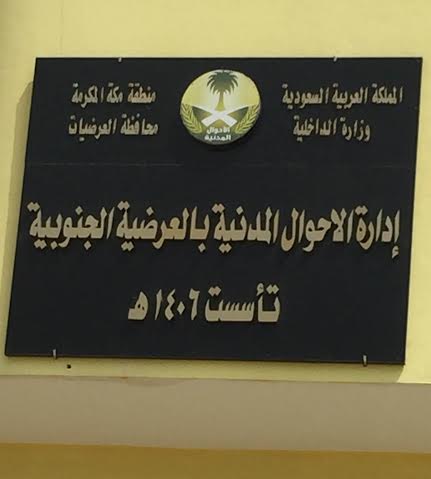 المملكة العربية السعودية
وزارة الداخلية
الاحوال
المدنية
منطقة مكة المكرمة
محافظة العرضيات
إدارة الاحوال المدنية بالعرضية الجنوبية
تأسست ١٤٠٦ هـ